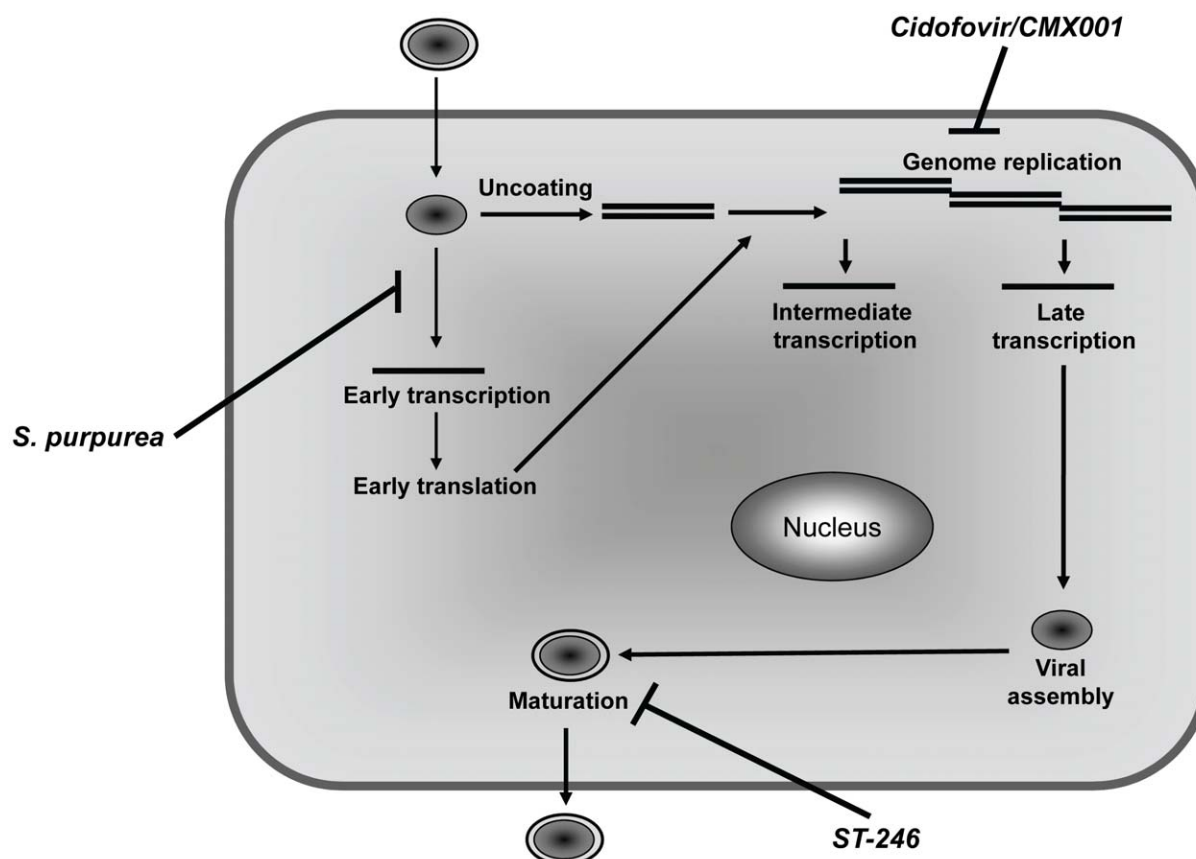 Cidofovir/CMX001
Genome replication
Uncoating
Intermediate
transcription
Late
transcription
Early transcription
S. purpurea
Early translation
Nucleus
Viral
assembly
Maturation
ST-246